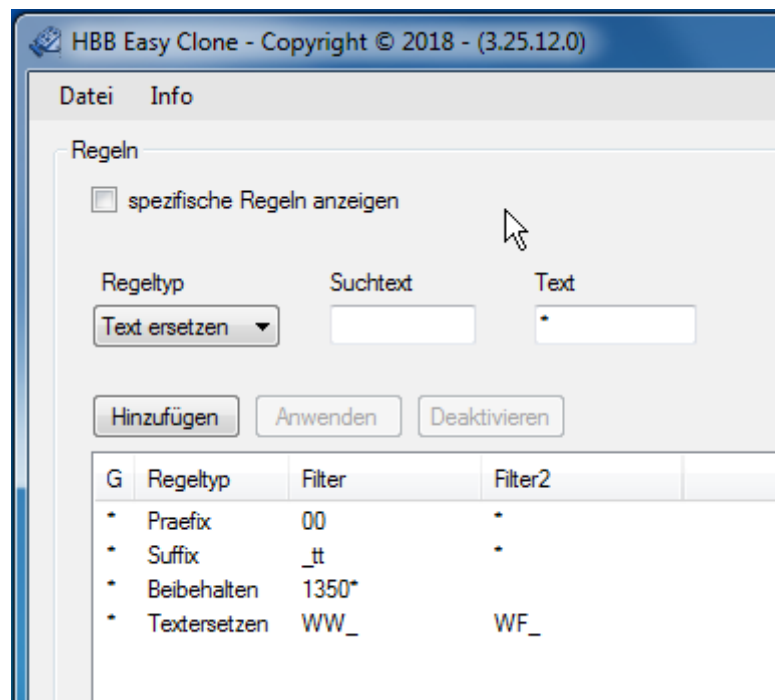 HBB Easy Clone - Copyright © 2018 - (3.25.12.0)
Datei Info
Regeln
spezifische Regeln anzeigen
Regeltyp Suchtext Text
Text ersetzen *
Hinzufügen Anwenden Deaktivieren
G Regeltyp Filter Filter2
* Praefix 00 *
* Suffix _tt *
* Beibehalten 1350*
* Textersetzen WW_ WF_